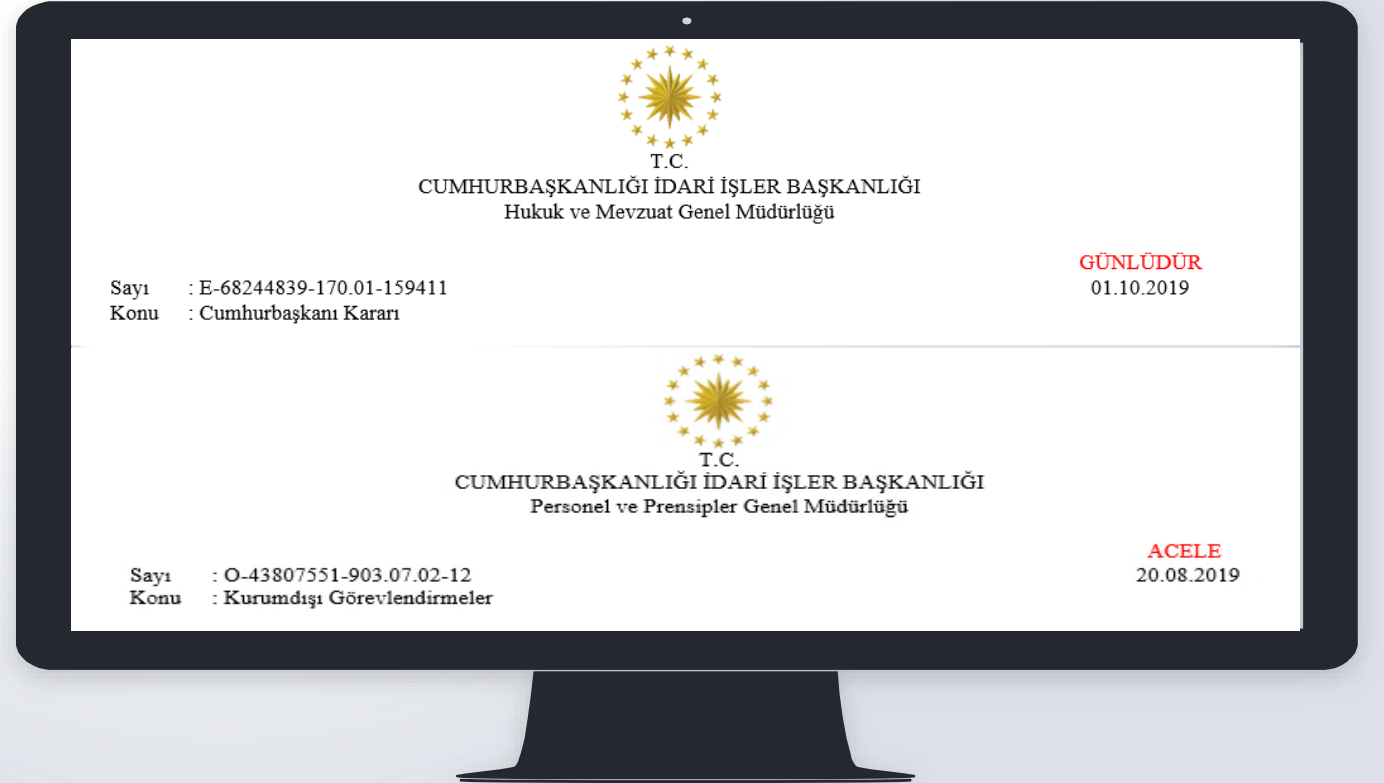 T.C.
CUMHURBAŞKANLIĞI İDARİ İŞLER BAŞKANLIĞI
Hukuk ve Mevzuat Genel Müdürlüğü
GÜNLÜDÜR
Sayı : E-68244839-170.01-159411 01.10.2019
Konu : Cumhurbaşkanı Kararı
T.C.
CUMHURBAŞKANLIĞI İDARİ İŞLER BAŞKANLIĞI
Personel ve Prensipler Genel Müdürlüğü
ACELE
Sayı : O-43807551-903.07.02-12 20.08.2019
Konu : Kurumdışı Görevlendirmeler